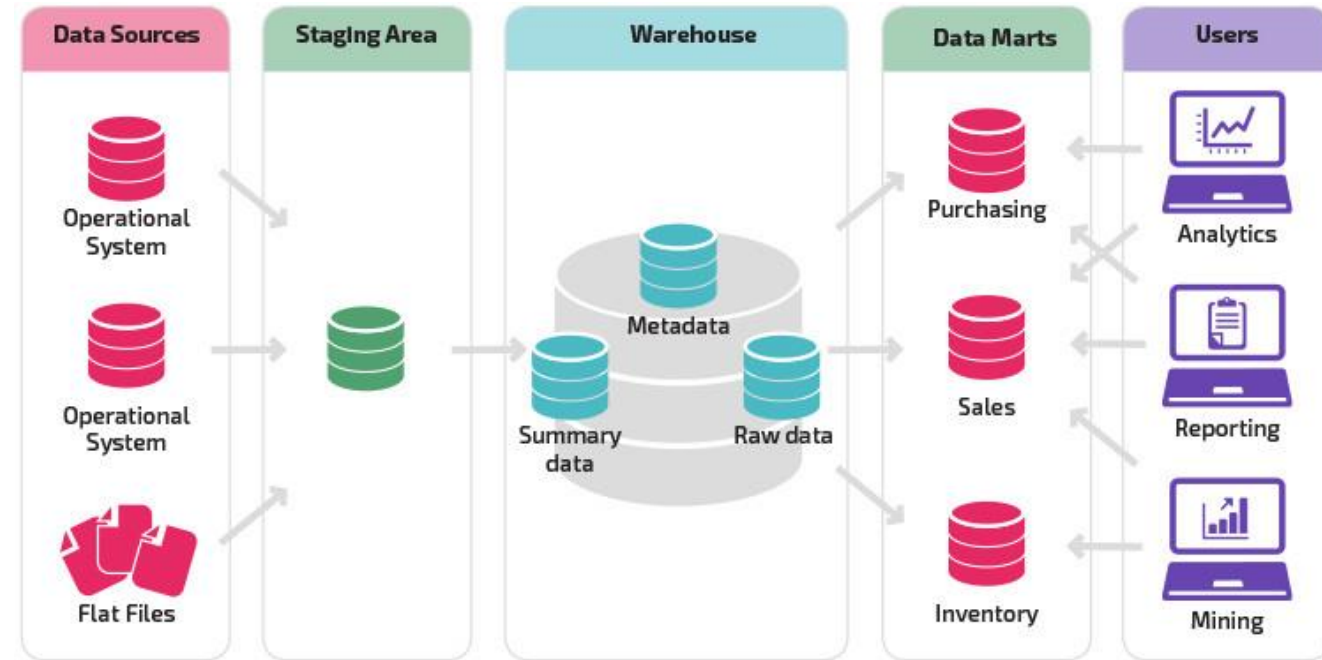 Data Sources
Staging Area
Warehouse
Data Marts
Users
Operational
System
Operational
System
Flat Files
Metadata
Summary
data
Raw data
Purchasing
Sales
Inventory
Analytics
Reporting
Mining